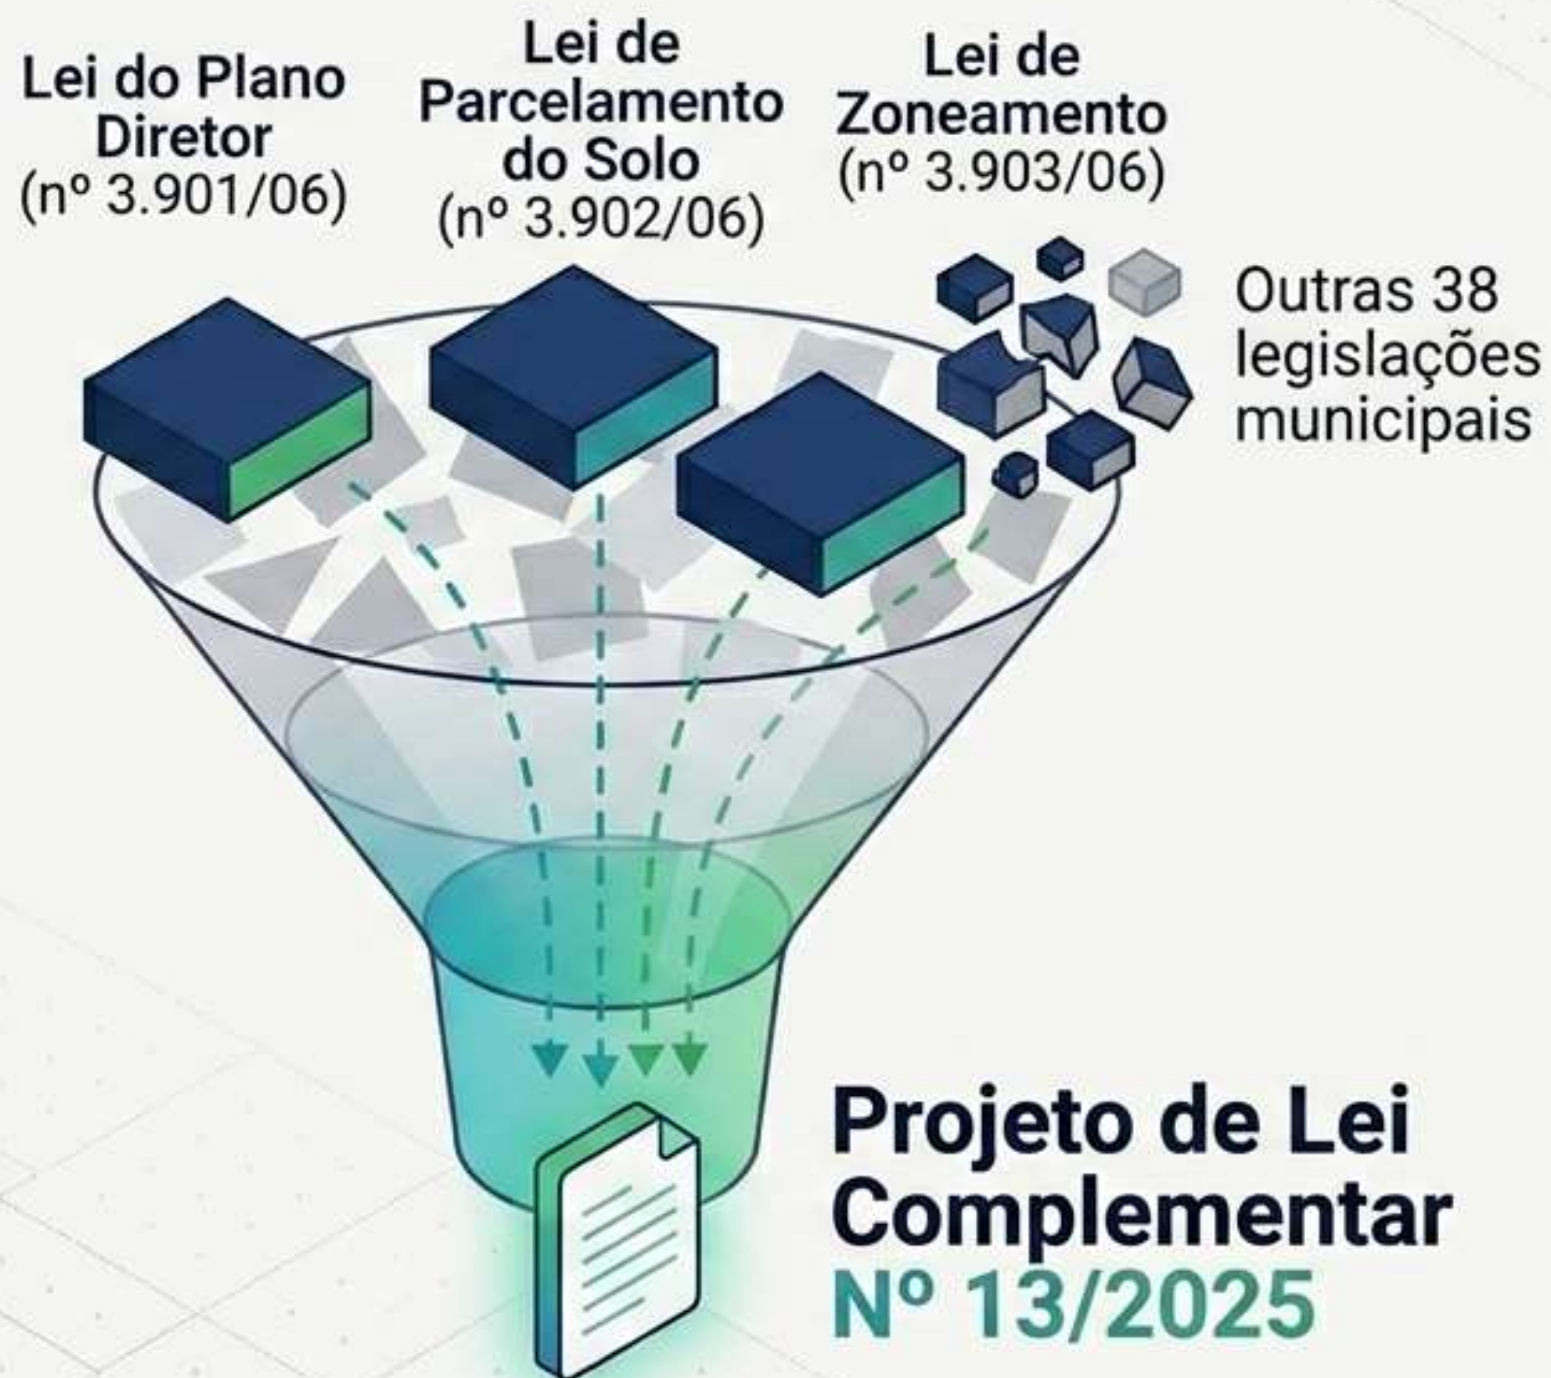 Lei do Plano
Diretor
(nº 3.901/06)
Lei de
Parcelamento
do Solo
(nº 3.902/06)
Lei de
Zoneamento
(nº 3.903/06)
Outras 38
legislações
municipais
Projeto de Lei
Complementar
Nº 13/2025